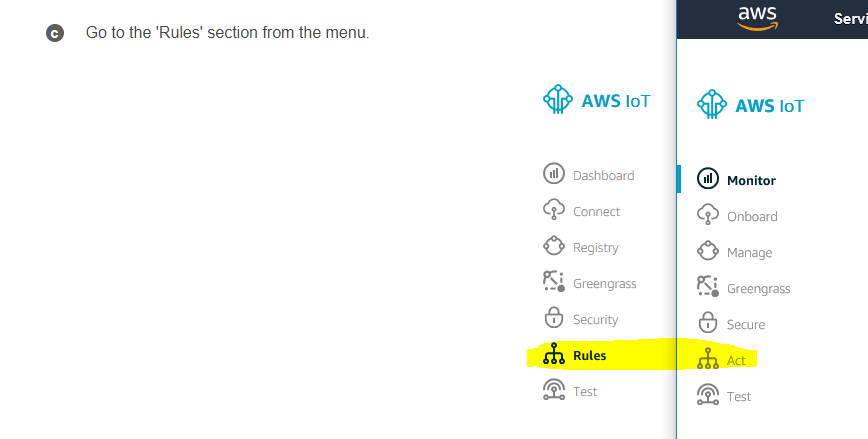 c Go to the 'Rules' section from the menu.
AWS IoT
Dashboard
Connect
Registry
Greengrass
Security
Rules
Test
aws Servi
AWS IoT
Monitor
Onboard
Manage
Greengrass
Secure
Act
Test